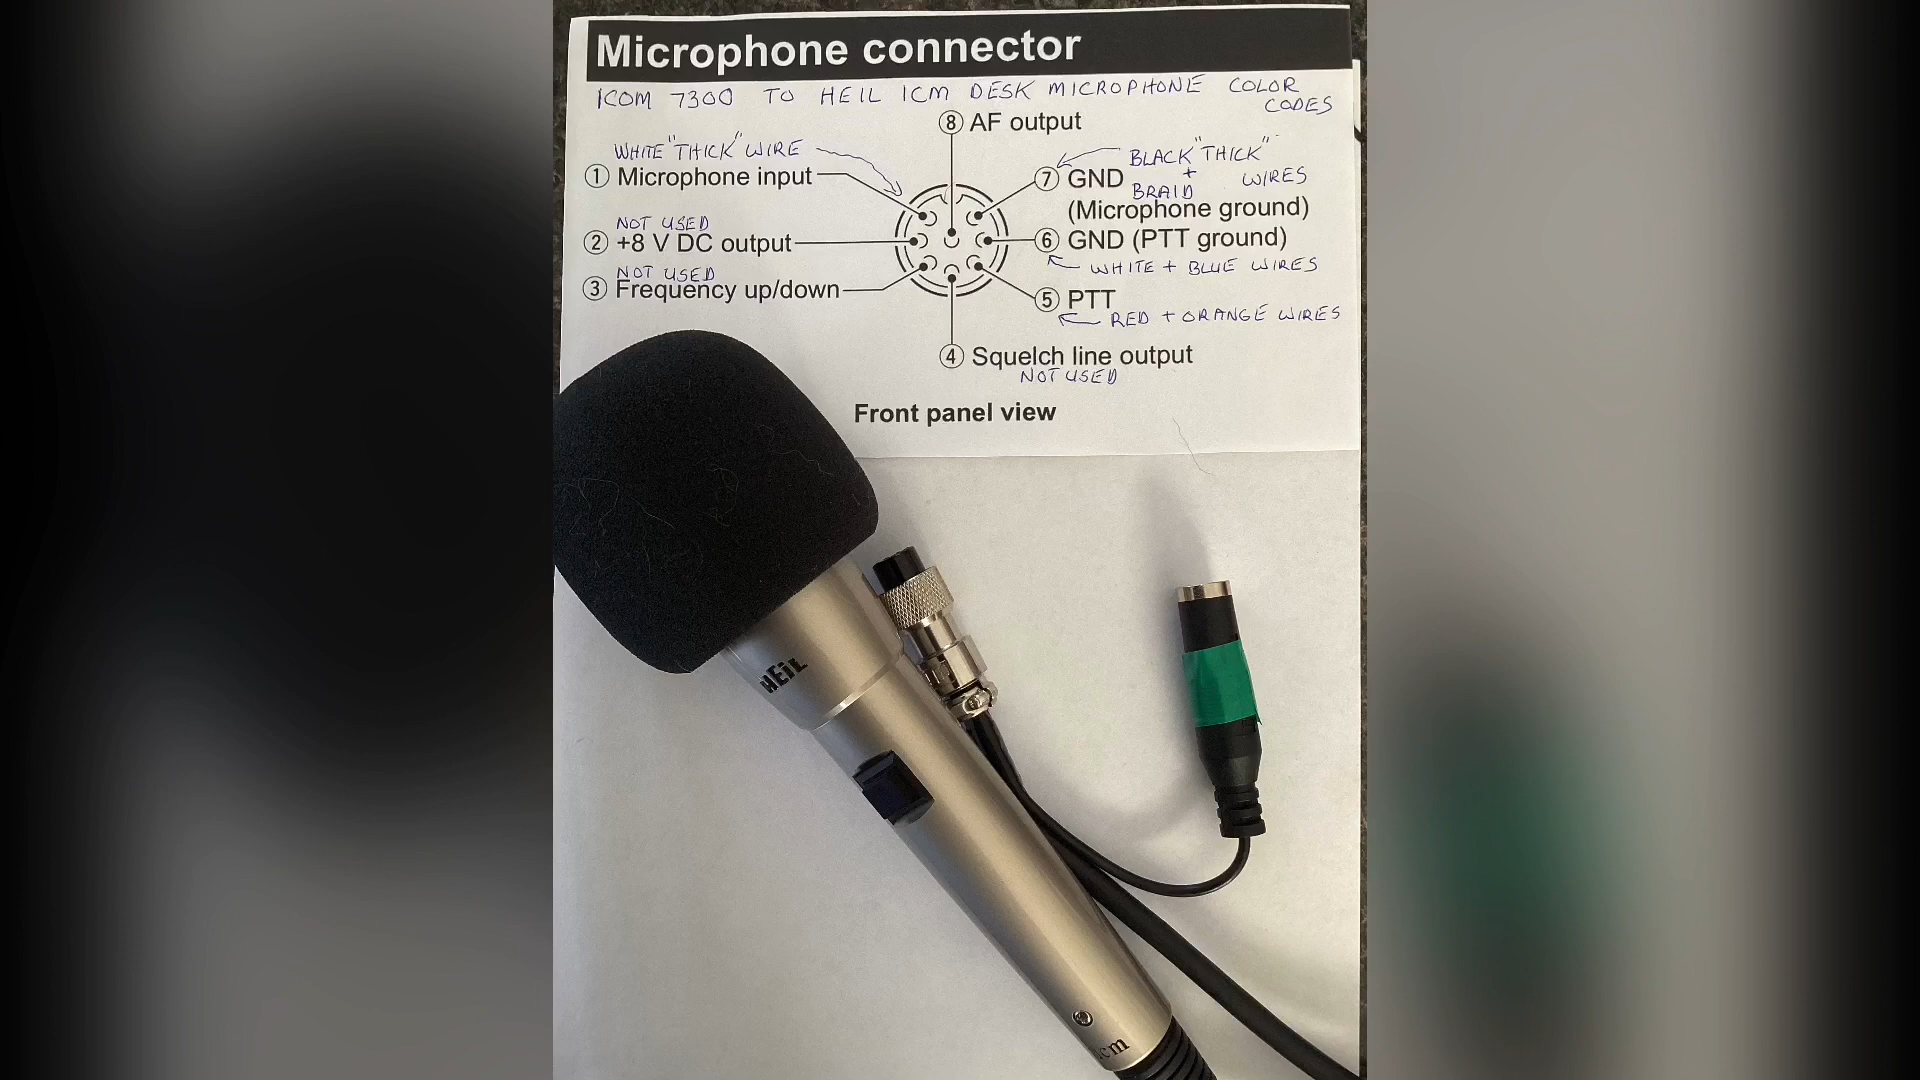 Microphone connector
ICOM 7300 TO HEIL ICM DESK MICROPHONE COLOR
CODES
⑧ AF output
WHITE "THICK" WIRE
① Microphone input
BLACK "THICK"
+ WIRES
BRAID
⑦ GND
(Microphone ground)
NOT USED
② +8 V DC output
⑥ GND (PTT ground)
WHITE + BLUE WIRES
NOT USED
③ Frequency up/down
⑤ PTT
RED + ORANGE WIRES
④ Squelch line output
NOT USED
Front panel view
HEiL
icm